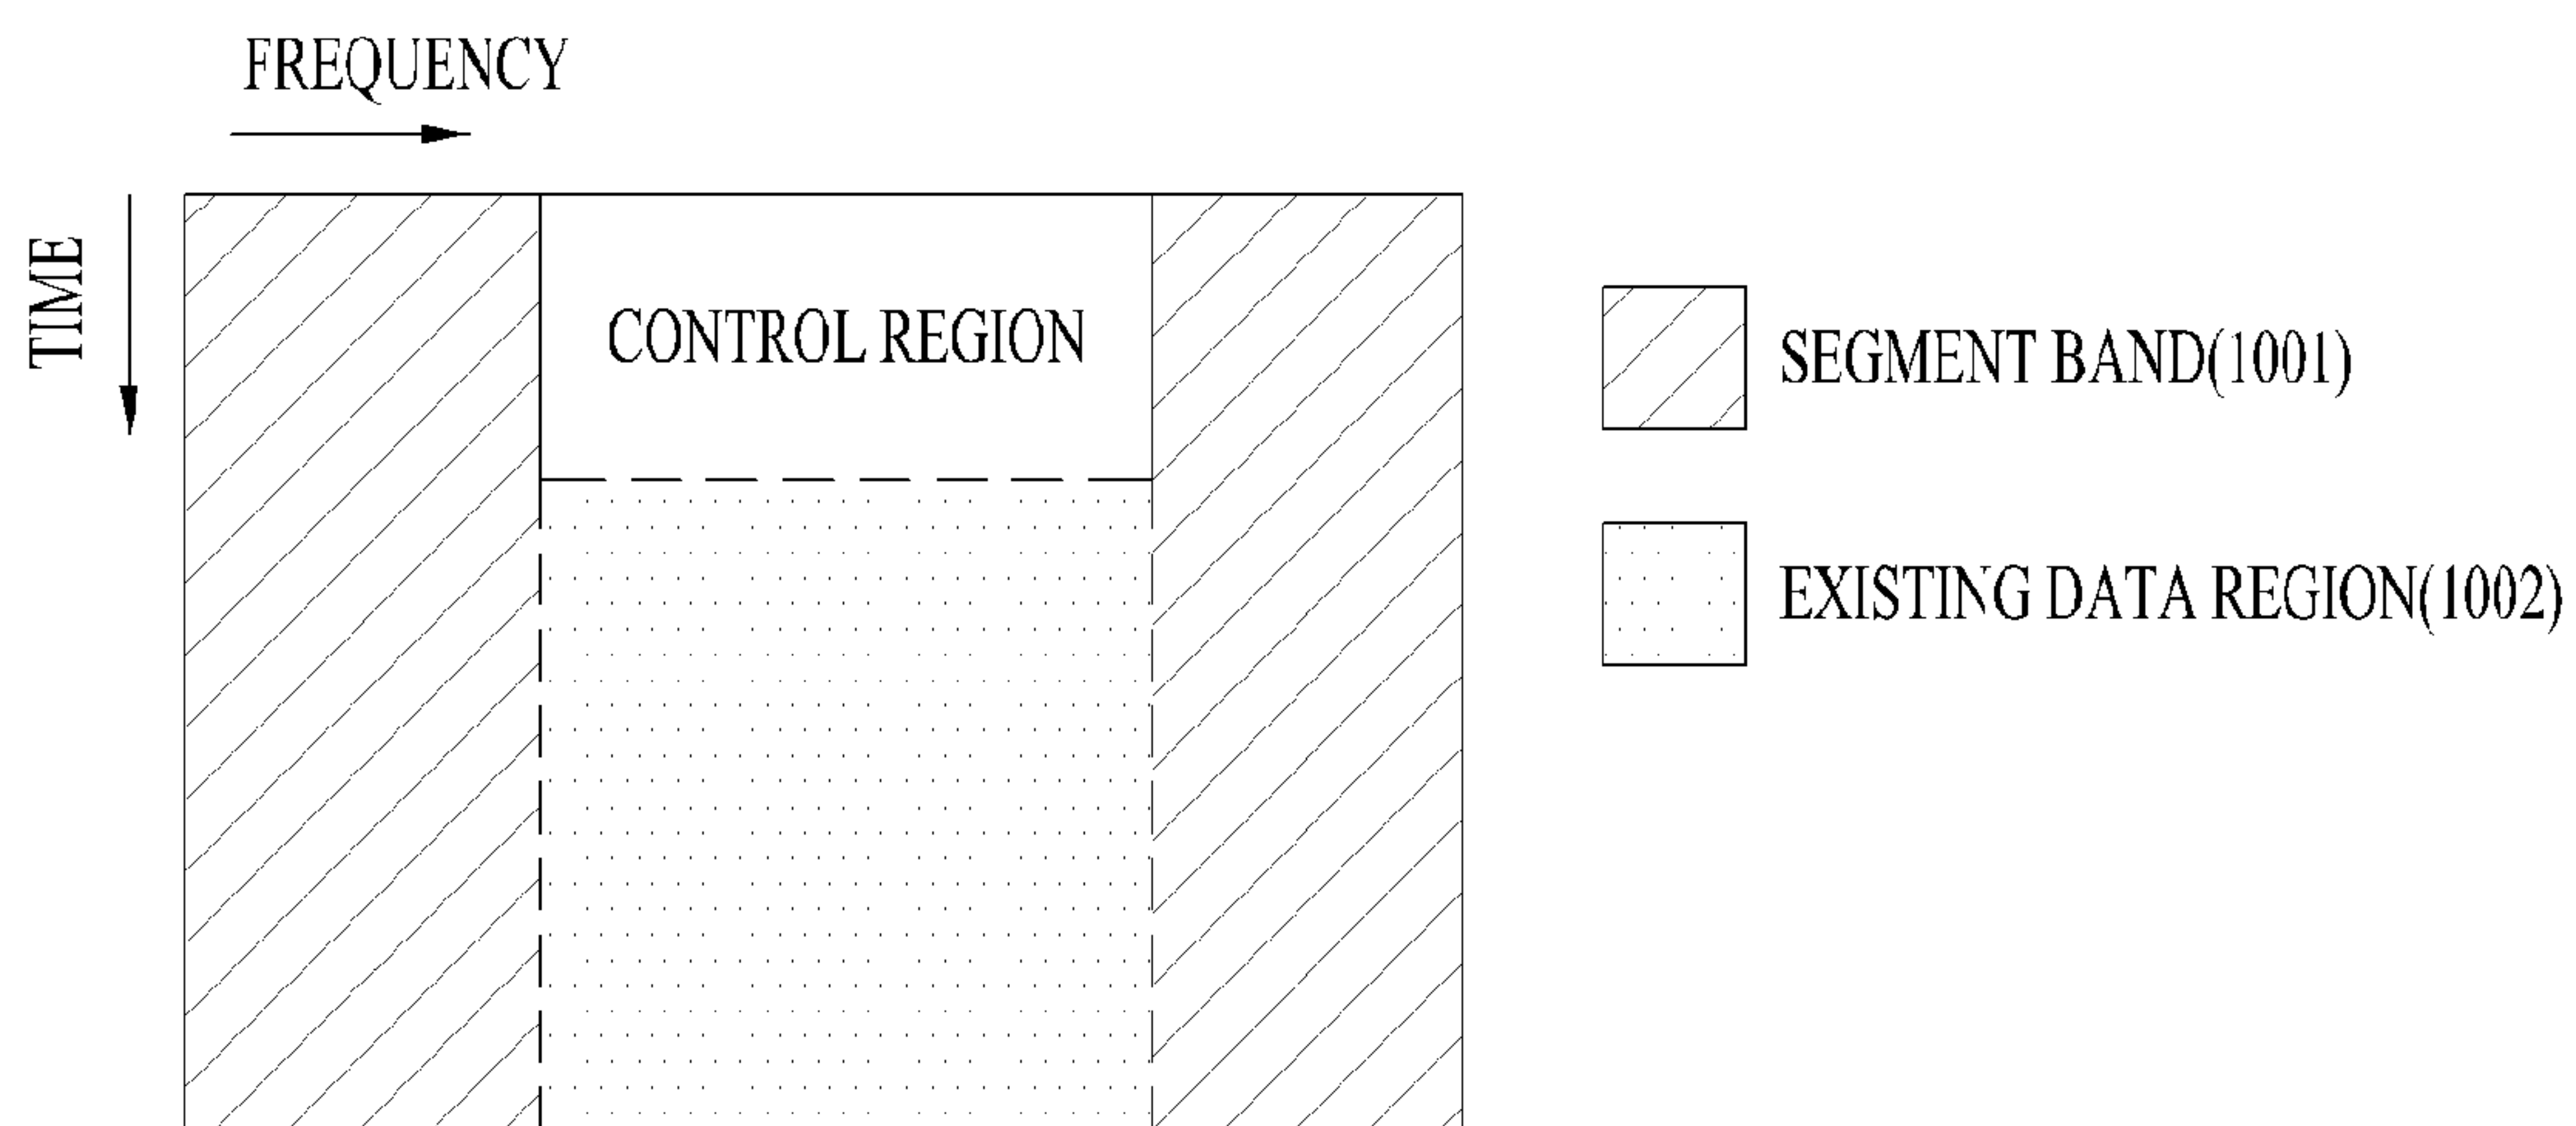 FREQUENCY
TIME
CONTROL REGION
SEGMENT BAND(1001)
EXISTING DATA REGION(1002)